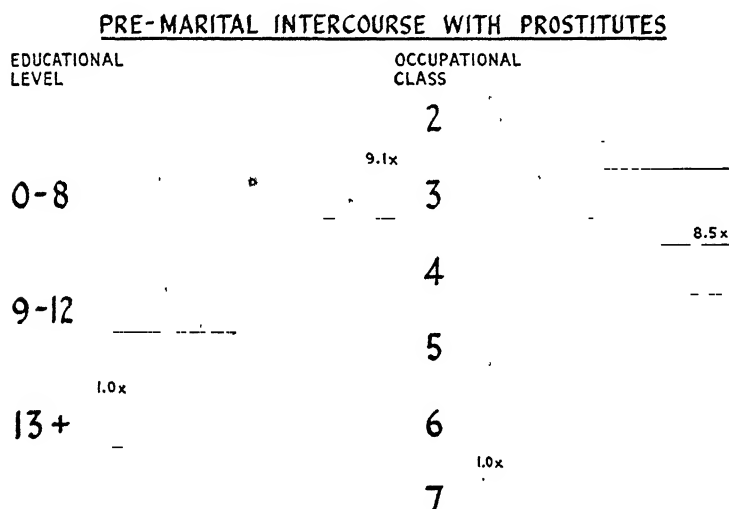 PRE-MARITAL INTERCOURSE WITH PROSTITUTES
EDUCATIONAL
LEVEL
0-8
9.1x
9-12
1.0x
13+
OCCUPATIONAL
CLASS
2
3
8.5x
4
5
6
1.0x
7